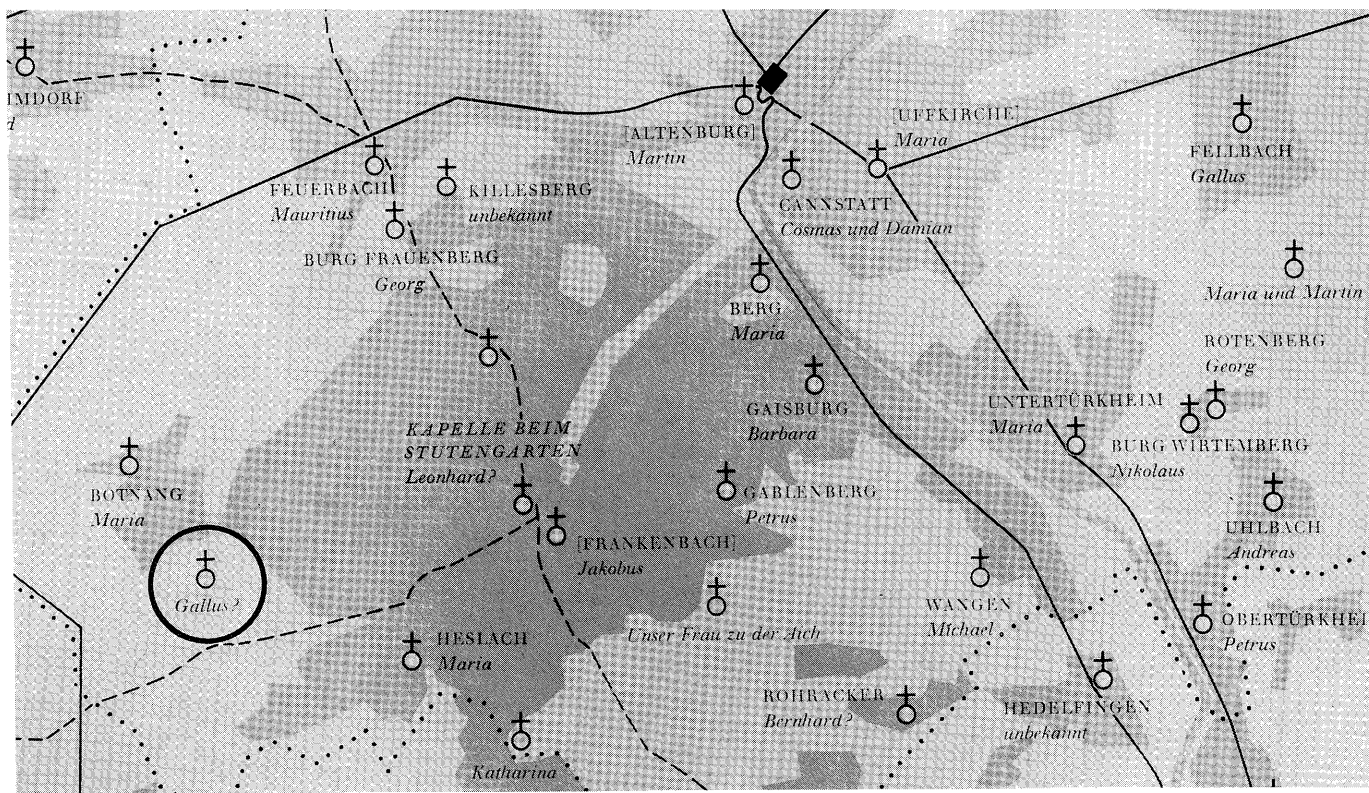 IMDORF
d
FEUERBACH
Mauritius
KILLESBERG
unbekannt
BURG FRAUENBERG
Georg
[ALTENBURG]
Martin
[UFFKIRCHE]
Maria
CANNSTATT
Cosmas und Damian
FELLBACH
Gallus
Maria und Martin
BERG
Maria
ROTENBERG
Georg
GAISBURG
Barbara
UNTERTÜRKHEIM
Maria
BURG WIRTEMBERG
Nikolaus
KAPELLE BEIM
STUTENGARTEN
Leonhard?
BOTNANG
Maria
GABLENBERG
Petrus
UHLBACH
Andreas
[FRANKENBACH]
Jakobus
Gallus?
WANGEN
Michael
Unser Frau zu der Aich
OBERTÜRKHEI
Petrus
HESLACH
Maria
ROHRACKER
Bernhard?
HEDELFINGEN
unbekannt
Katharina